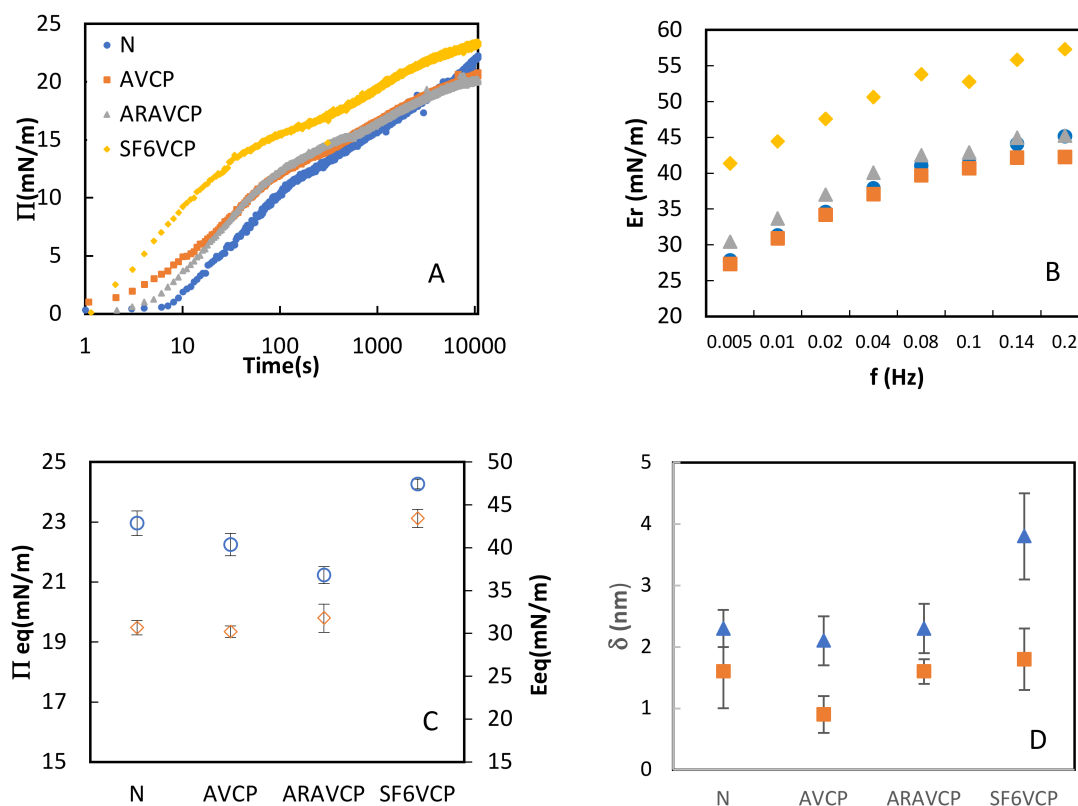 25
20
15
10
5
0
Π(mN/m)
N
AVCP
ARAVCP
SF6VCP
A
1 10 100 1000 10000
Time(s)
60
55
50
45
40
35
30
25
20
Er (mN/m)
B
0.005 0.01 0.02 0.04 0.08 0.1 0.14 0.2
f (Hz)
25
23
21
19
17
15
Π eq(mN/m)
50
45
40
35
30
25
20
15
Eeq(mN/m)
C
N AVCP ARAVCP SF6VCP
5
4
3
2
1
0
δ (nm)
D
N AVCP ARAVCP SF6VCP